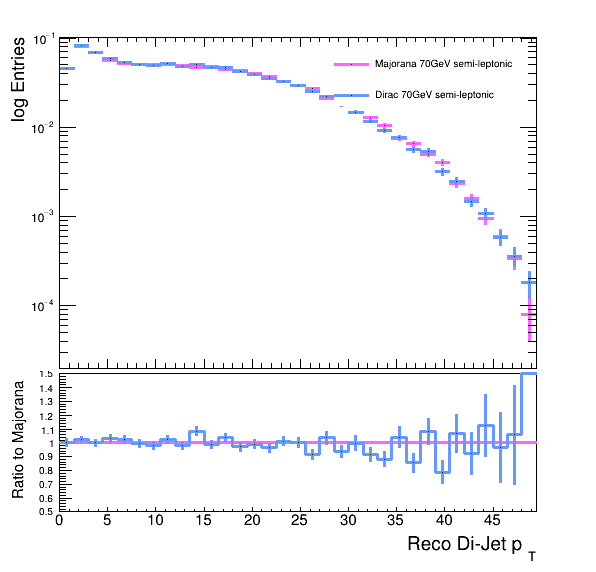 log Entries
10⁻¹
10⁻²
10⁻³
10⁻⁴
Majorana 70GeV semi-leptonic
Dirac 70GeV semi-leptonic
Ratio to Majorana
1.5
1.4
1.3
1.2
1.1
1
0.9
0.8
0.7
0.6
0.5
0 5 10 15 20 25 30 35 40 45
Reco Di-Jet p T